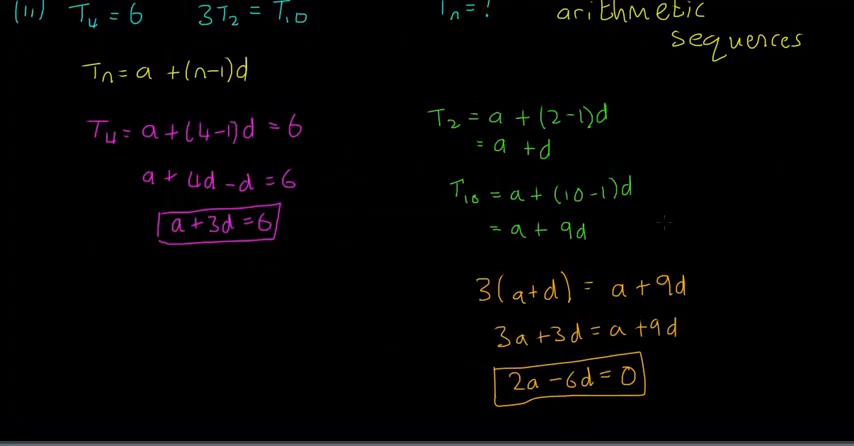 (ii) T₄ = 6 3T₂ = T₁₀ Tₙ = ? arithmetic
sequences
Tₙ = a + (n-1)d
T₄ = a + (4-1)d = 6
a + 4d - d = 6
a + 3d = 6
T₂ = a + (2-1)d
= a + d
T₁₀ = a + (10-1)d
= a + 9d
3(a+d) = a + 9d
3a + 3d = a + 9d
2a - 6d = 0